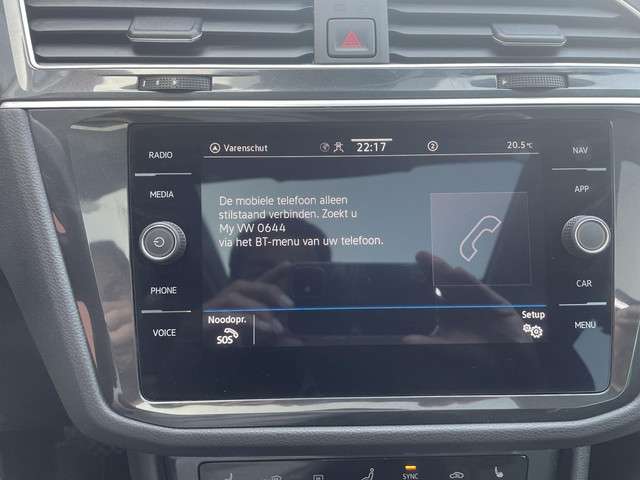 RADIO
MEDIA
PHONE
VOICE
Varenschut
22:17
2
20.5°C
De mobiele telefoon alleen
stilstaand verbinden. Zoekt u
My VW 0644
via het BT-menu van uw telefoon.
Noodopr.
SOS
Setup
NAV
APP
CAR
MENU
SYNC